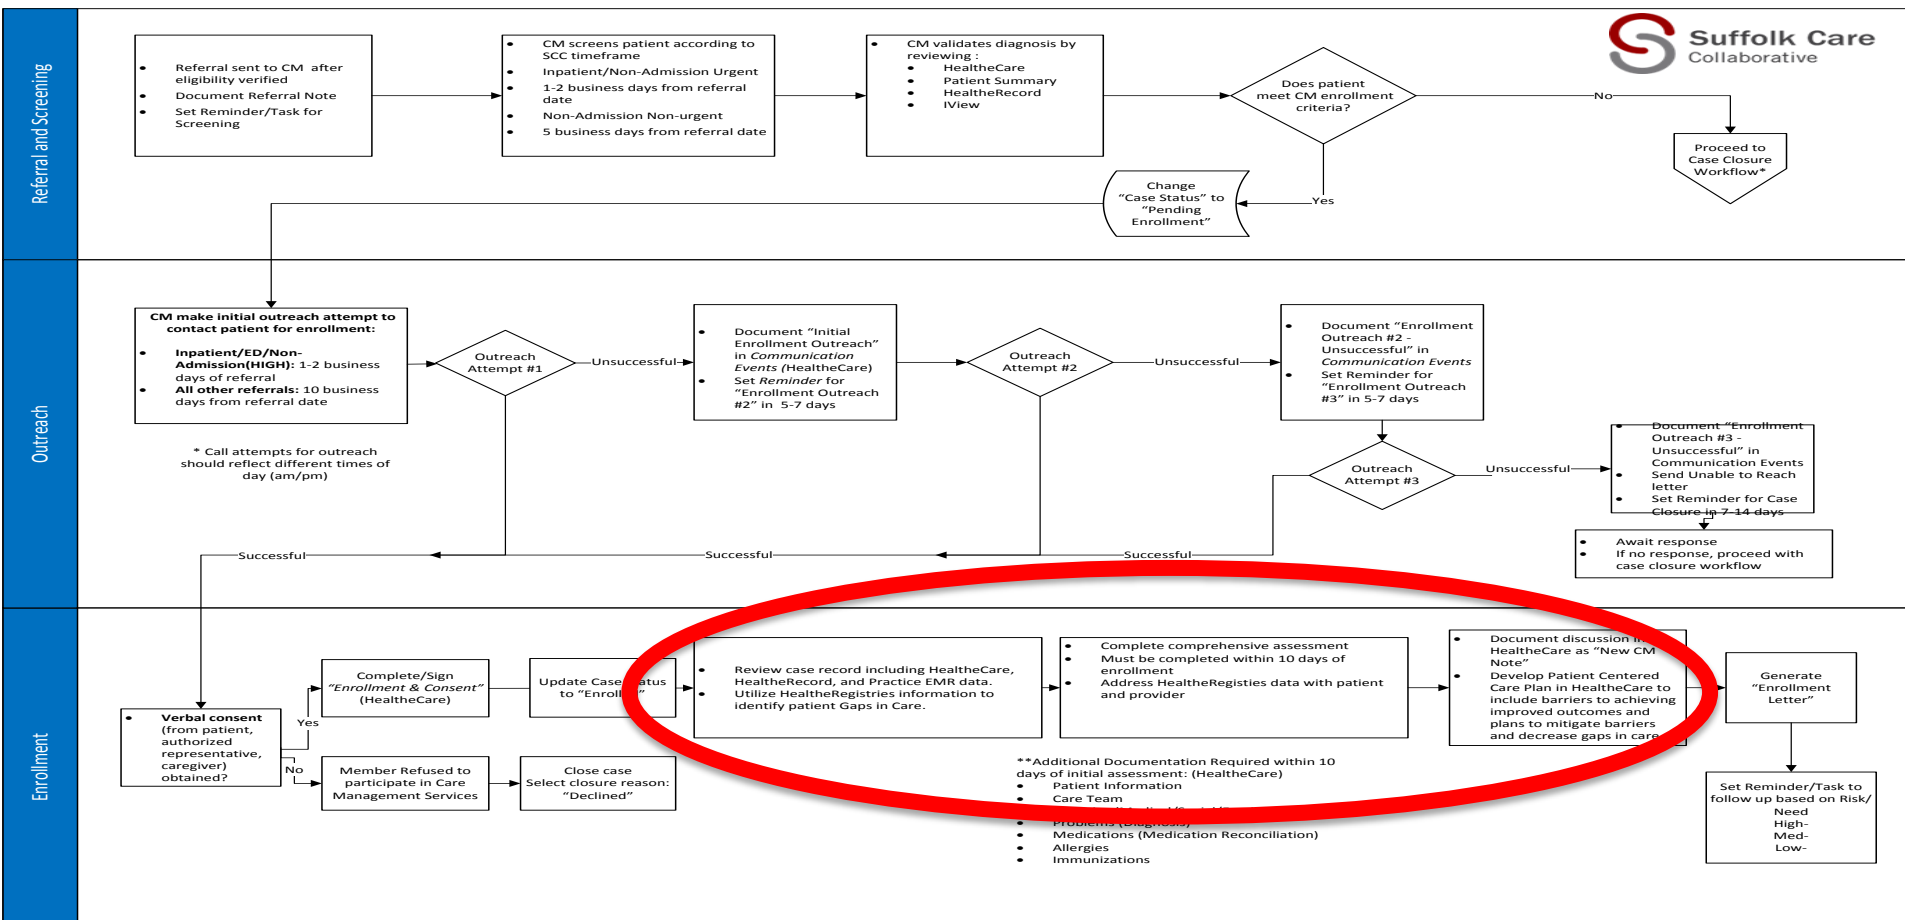 Suffolk Care
Collaborative
Referral and Screening
Referral sent to CM after
eligibility verified
Document Referral Note
Set Reminder/Task for
Screening
CM screens patient according to
SCC timeframe
Inpatient/Non-Admission Urgent
1-2 business days from referral
date
Non-Admission Non-urgent
5 business days from referral date
CM validates diagnosis by
reviewing :
HealtheCare
Patient Summary
HealtheRecord
IView
Does patient
meet CM enrollment
criteria?
No
Proceed to
Case Closure
Workflow*
Yes
Change
“Case Status” to
“Pending
Enrollment”
Outreach
CM make initial outreach attempt to
contact patient for enrollment:
Inpatient/ED/Non-
Admission(HIGH): 1-2 business
days of referral
All other referrals: 10 business
days from referral date
* Call attempts for outreach
should reflect different times of
day (am/pm)
Outreach
Attempt #1
Unsuccessful
Document “Initial
Enrollment Outreach”
in Communication
Events (HealtheCare)
Set Reminder for
“Enrollment Outreach
#2” in 5-7 days
Outreach
Attempt #2
Unsuccessful
Document “Enrollment
Outreach #2 -
Unsuccessful” in
Communication Events
Set Reminder for
“Enrollment Outreach
#3” in 5-7 days
Outreach
Attempt #3
Unsuccessful
Document “Enrollment
Outreach #3 -
Unsuccessful” in
Communication Events
Send Unable to Reach
letter
Set Reminder for Case
Closure in 7-14 days
Await response
If no response, proceed with
case closure workflow
Successful
Successful
Successful
Enrollment
Verbal consent
(from patient,
authorized
representative,
caregiver)
obtained?
Yes
No
Complete/Sign
“Enrollment & Consent”
(HealtheCare)
Update Case Status
to “Enrolled”
Member Refused to
participate in Care
Management Services
Close case
Select closure reason:
“Declined”
Review case record including HealtheCare,
HealtheRecord, and Practice EMR data.
Utilize HealtheRegistries information to
identify patient Gaps in Care.
Complete comprehensive assessment
Must be completed within 10 days of
enrollment
Address HealtheRegisties data with patient
and provider
Document discussion in
HealtheCare as “New CM
Note”
Develop Patient Centered
Care Plan in HealtheCare to
include barriers to achieving
improved outcomes and
plans to mitigate barriers
and decrease gaps in care
Generate
“Enrollment
Letter”
Set Reminder/Task to
follow up based on Risk/
Need
High-
Med-
Low-
**Additional Documentation Required within 10
days of initial assessment: (HealtheCare)
Patient Information
Care Team
Problems (Diagnosis)
Medications (Medication Reconciliation)
Allergies
Immunizations